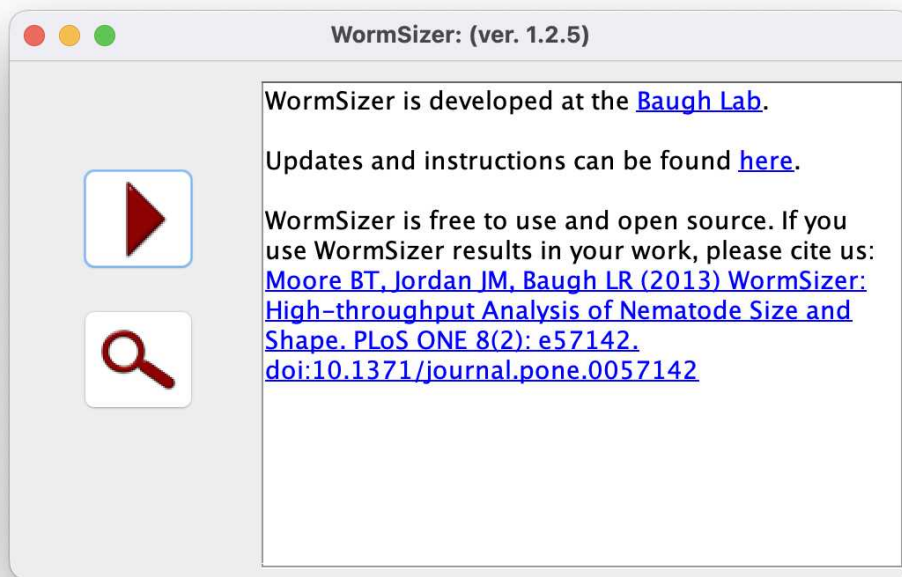 WormSizer: (ver. 1.2.5)
WormSizer is developed at the Baugh Lab.
Updates and instructions can be found here.
WormSizer is free to use and open source. If you
use WormSizer results in your work, please cite us:
Moore BT, Jordan JM, Baugh LR (2013) WormSizer:
High-throughput Analysis of Nematode Size and
Shape. PLoS ONE 8(2): e57142.
doi:10.1371/journal.pone.0057142